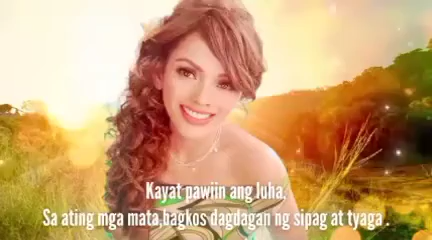 Kayat pawiin ang luha,
Sa ating mga mata,bagkos dagdagan ng sipag at tyaga .